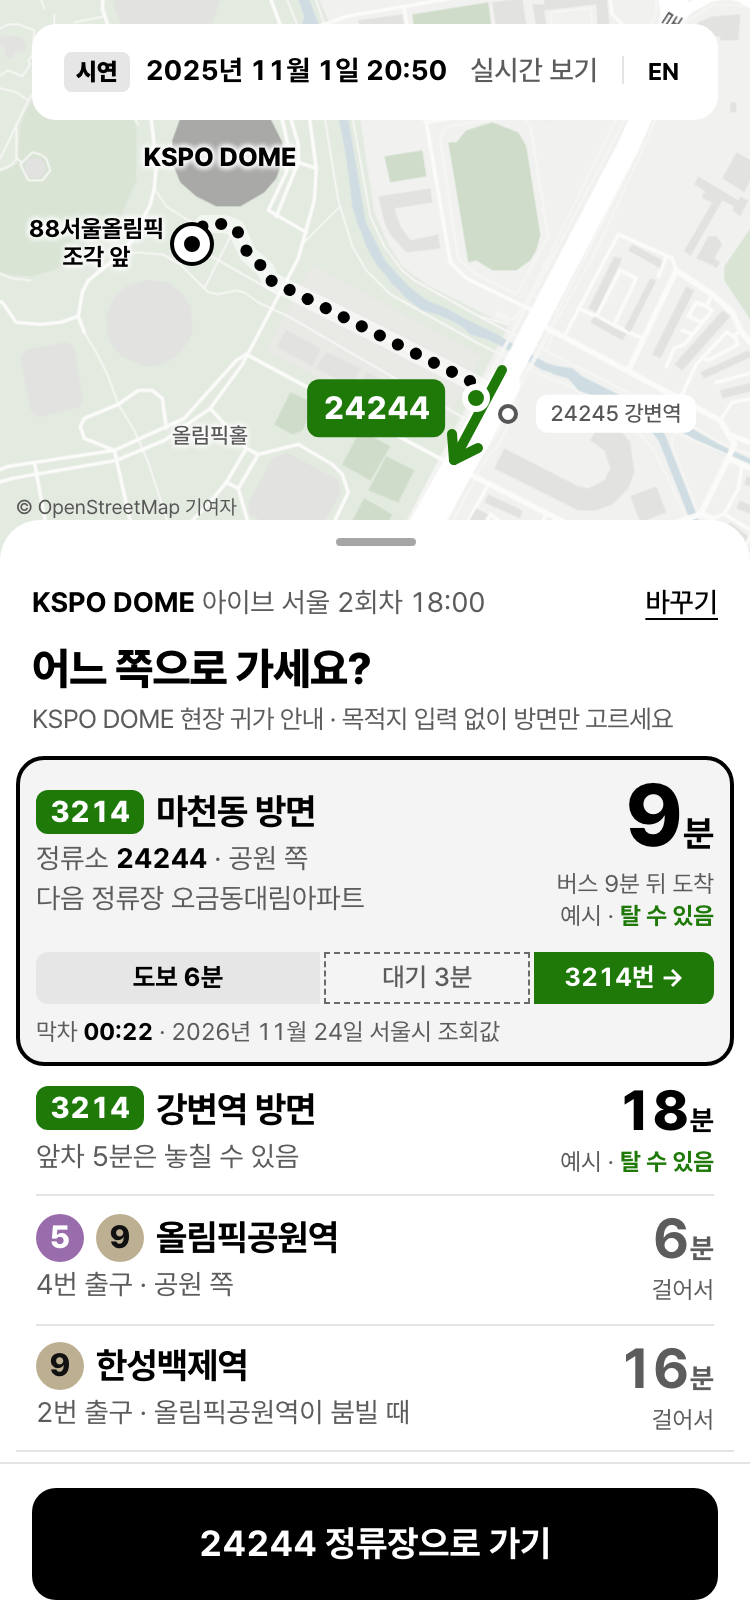 시연 2025년 11월 1일 20:50 실시간 보기 EN
KSPO DOME
88서울올림픽
조각 앞
24244
24245 강변역
올림픽홀
© OpenStreetMap 기여자
KSPO DOME 아이브 서울 2회차 18:00 바꾸기
어느 쪽으로 가세요?
KSPO DOME 현장 귀가 안내 · 목적지 입력 없이 방면만 고르세요
3214 마천동 방면 9분
정류소 24244 · 공원 쪽
다음 정류장 오금동대림아파트
버스 9분 뒤 도착
예시 · 탈 수 있음
도보 6분 대기 3분 3214번 →
막차 00:22 · 2026년 11월 24일 서울시 조회값
3214 강변역 방면 18분
앞차 5분은 놓칠 수 있음 예시 · 탈 수 있음
5 9 올림픽공원역 6분
4번 출구 · 공원 쪽 걸어서
9 한성백제역 16분
2번 출구 · 올림픽공원역이 붐빌 때 걸어서
24244 정류장으로 가기